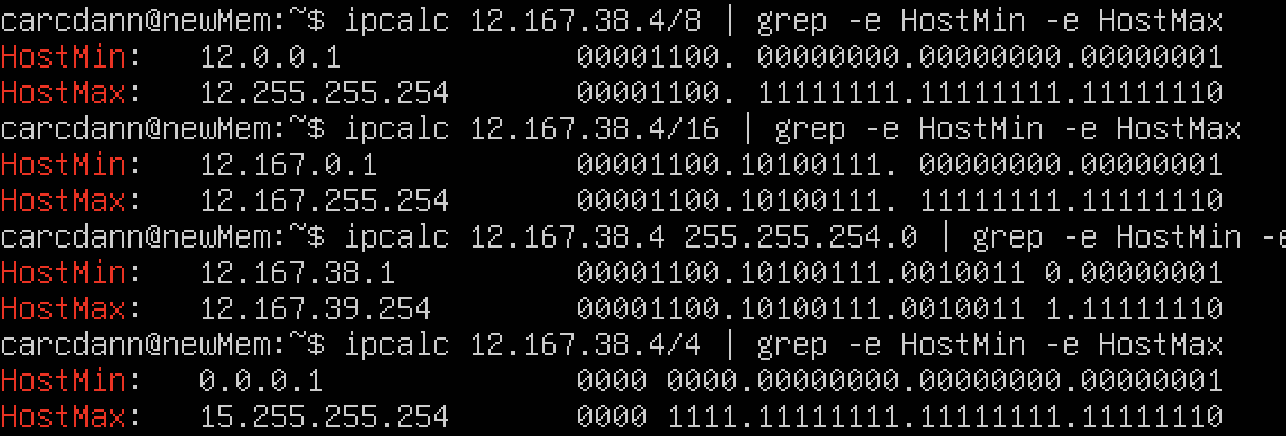 carcdann@newMem:~$ ipcalc 12.167.38.4/8 | grep -e HostMin -e HostMax
HostMin:   12.0.0.1             00001100. 00000000.00000000.00000001
HostMax:   12.255.255.254       00001100. 11111111.11111111.11111110
carcdann@newMem:~$ ipcalc 12.167.38.4/16 | grep -e HostMin -e HostMax
HostMin:   12.167.0.1           00001100.10100111. 00000000.00000001
HostMax:   12.167.255.254       00001100.10100111. 11111111.11111110
carcdann@newMem:~$ ipcalc 12.167.38.4 255.255.254.0 | grep -e HostMin -e
HostMin:   12.167.38.1          00001100.10100111.0010011 0.00000001
HostMax:   12.167.39.254        00001100.10100111.0010011 1.11111110
carcdann@newMem:~$ ipcalc 12.167.38.4/4 | grep -e HostMin -e HostMax
HostMin:   0.0.0.1              0000 0000.00000000.00000000.00000001
HostMax:   15.255.255.254       0000 1111.11111111.11111111.11111110